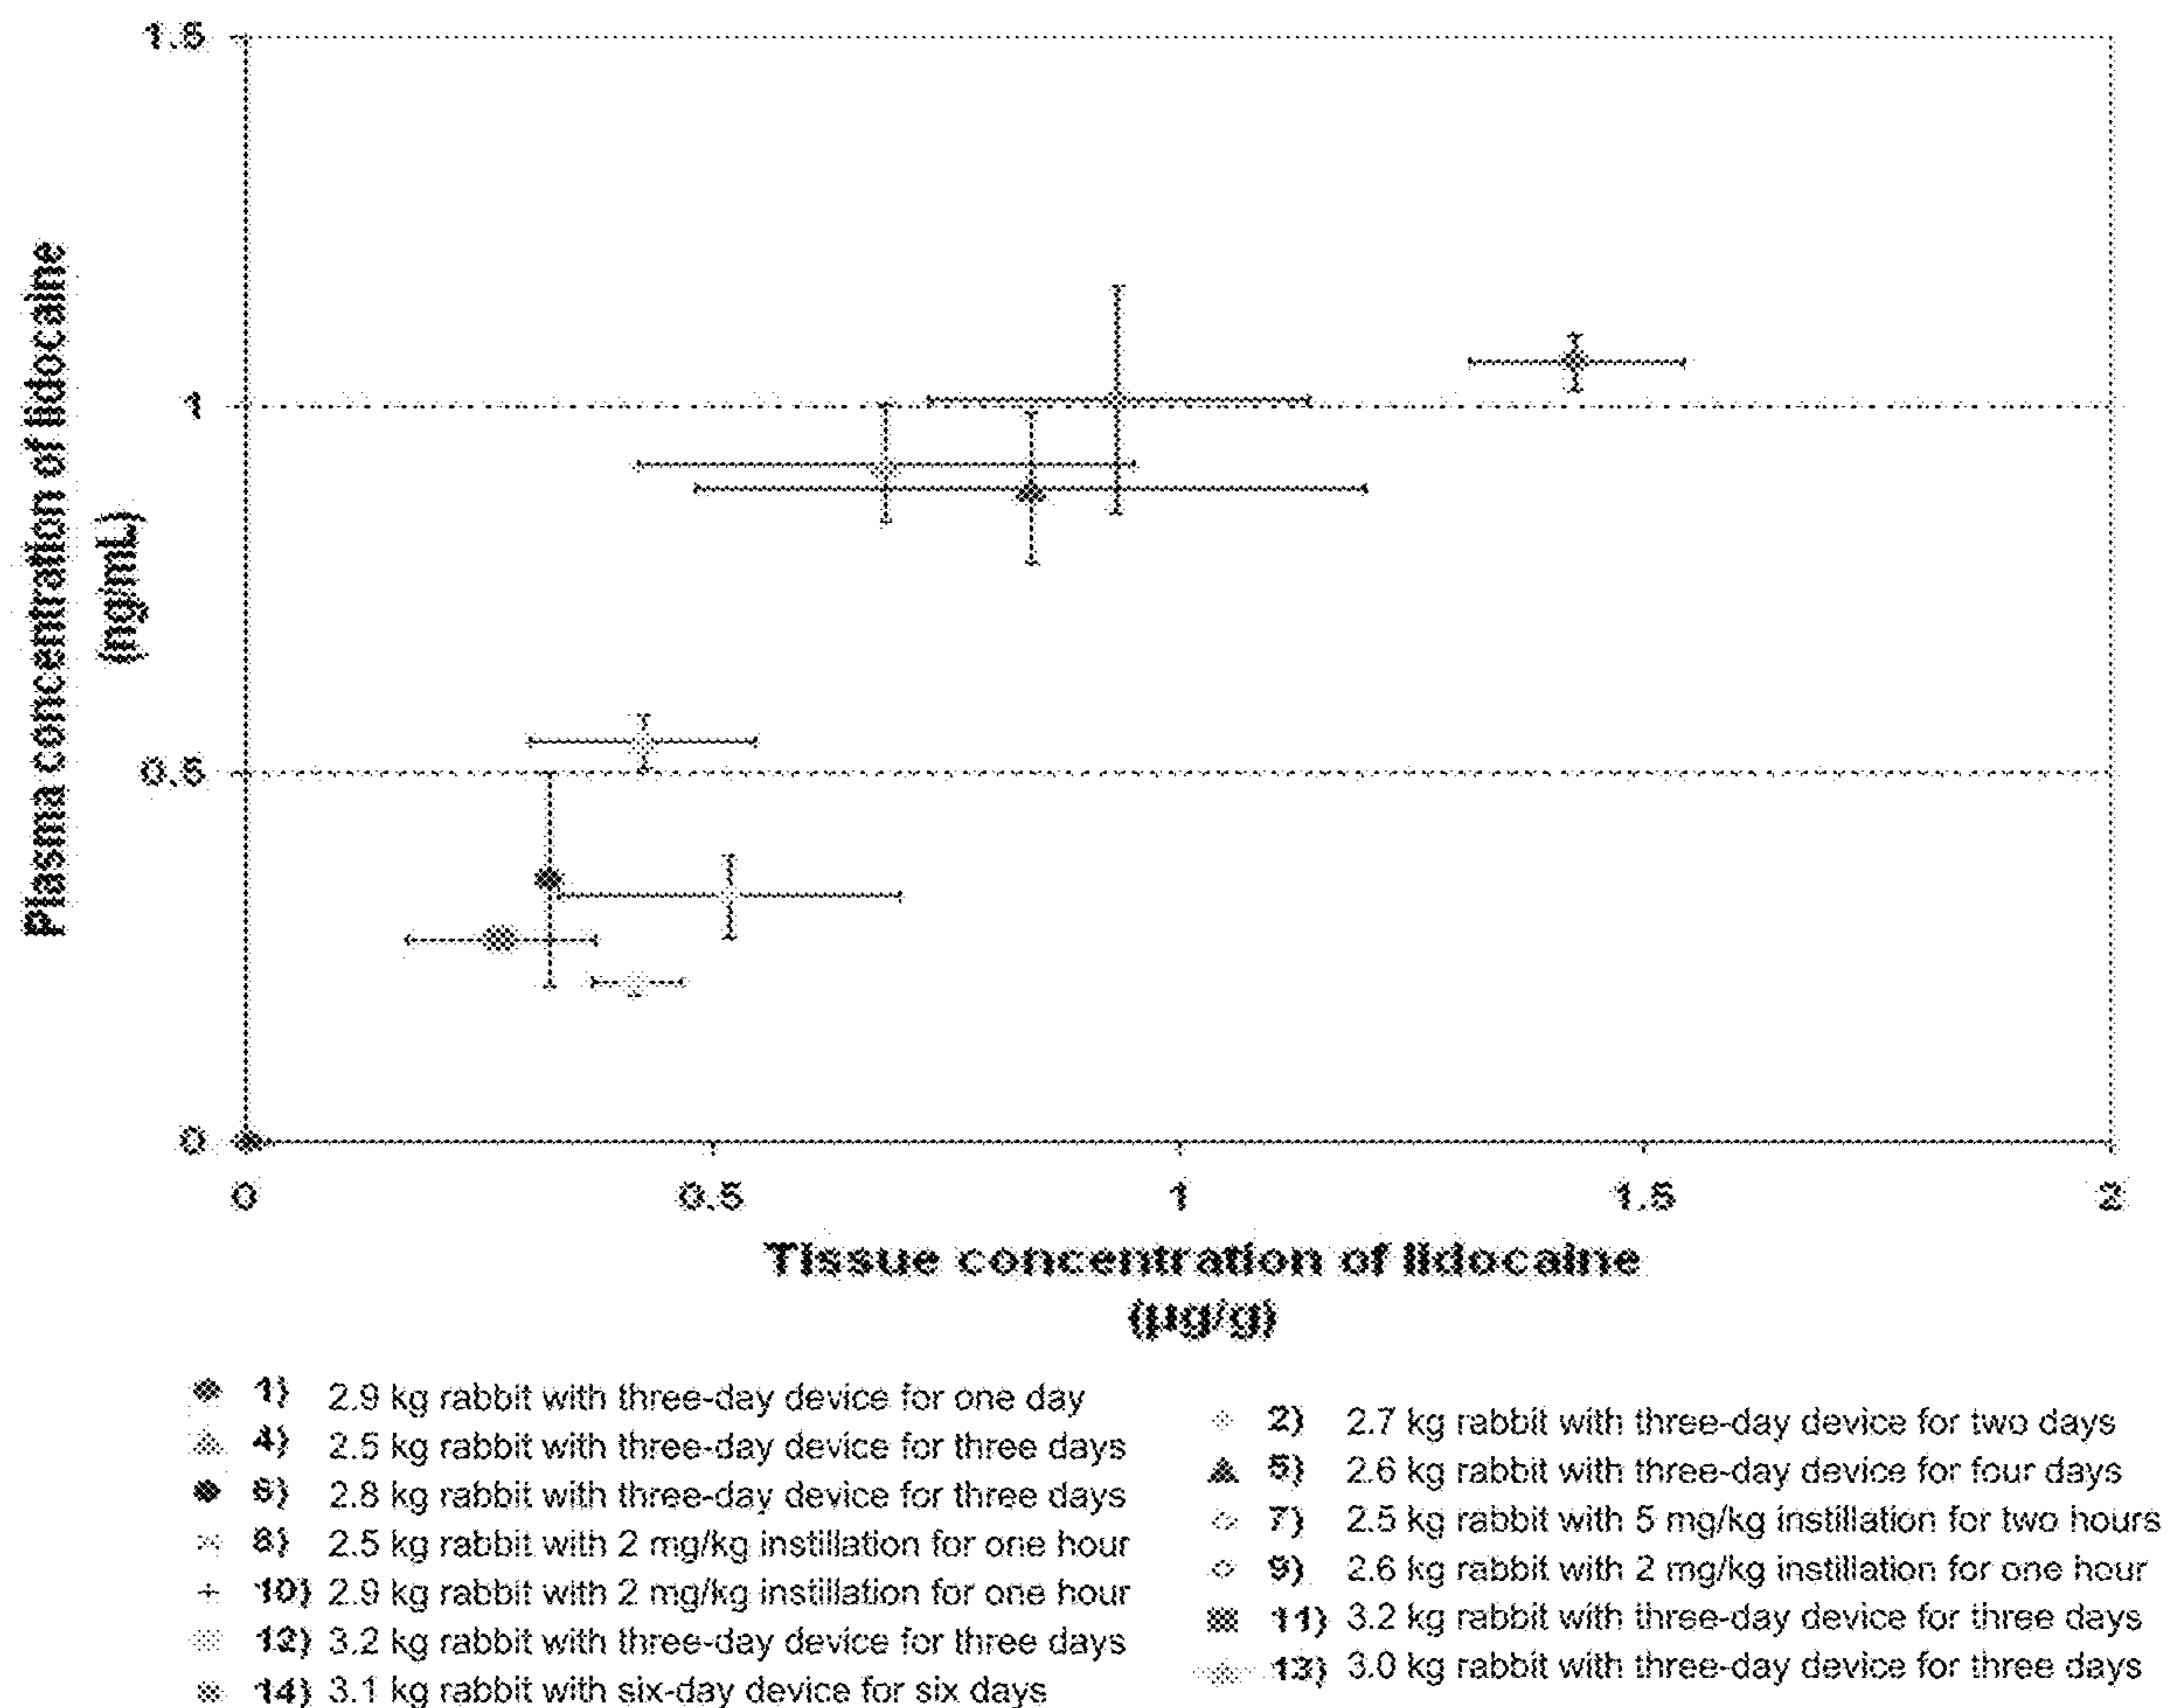 1.5
1
0.5
0
Plasma concentration of lidocaine
(ng/mL)
0
0.5
1
1.5
2
Tissue concentration of lidocaine
(µg/g)
1) 2.9 kg rabbit with three-day device for one day
4) 2.5 kg rabbit with three-day device for three days
6) 2.8 kg rabbit with three-day device for three days
8) 2.5 kg rabbit with 2 mg/kg instillation for one hour
10) 2.9 kg rabbit with 2 mg/kg instillation for one hour
12) 3.2 kg rabbit with three-day device for three days
14) 3.1 kg rabbit with six-day device for six days
2) 2.7 kg rabbit with three-day device for two days
5) 2.6 kg rabbit with three-day device for four days
7) 2.5 kg rabbit with 5 mg/kg instillation for two hours
9) 2.6 kg rabbit with 2 mg/kg instillation for one hour
11) 3.2 kg rabbit with three-day device for three days
13) 3.0 kg rabbit with three-day device for three days